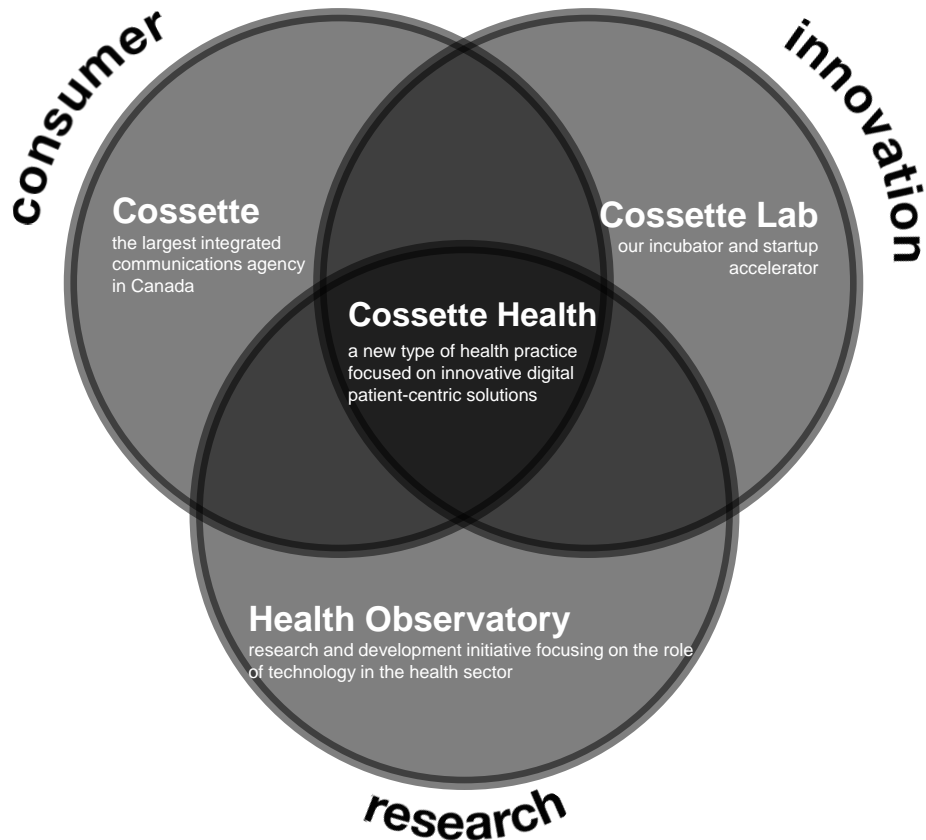 consumer
innovation
Cossette
the largest integrated
communications agency
in Canada
Cossette Lab
our incubator and startup
accelerator
Cossette Health
a new type of health practice
focused on innovative digital
patient-centric solutions
Health Observatory
research and development initiative focusing on the role
of technology in the health sector
research